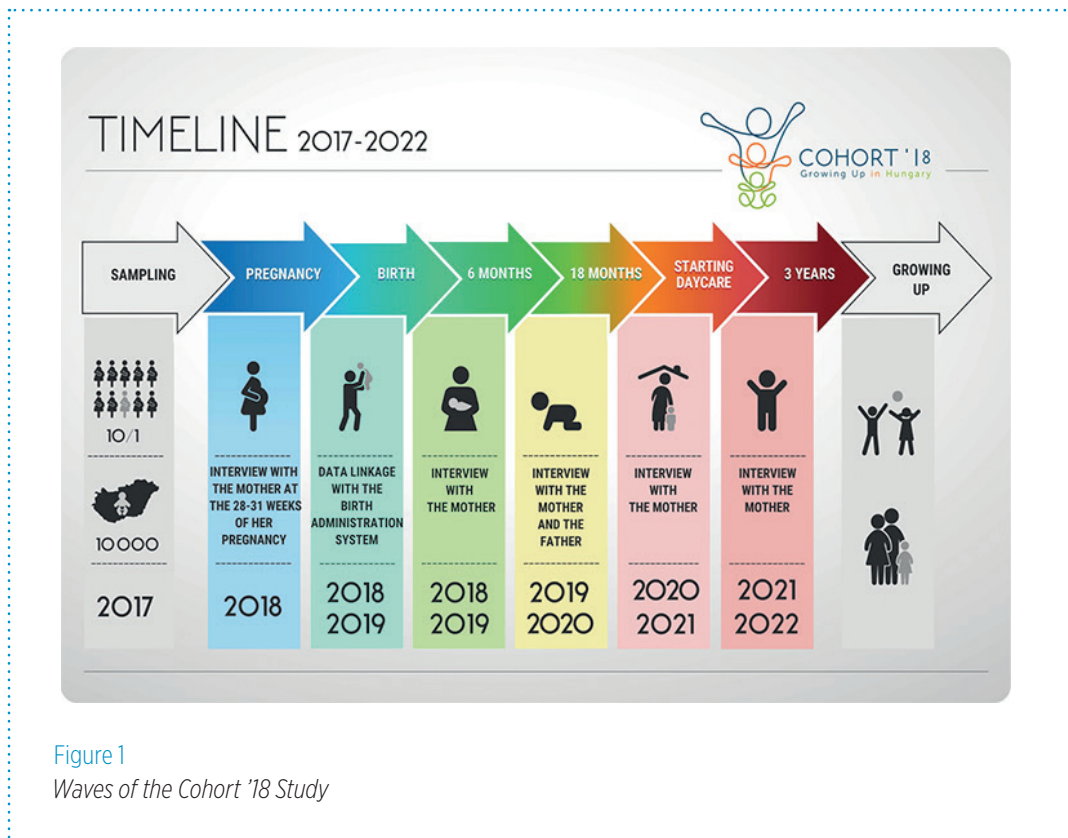 TIMELINE 2017-2022
COHORT '18
Growing Up in Hungary
SAMPLING
PREGNANCY
BIRTH
6 MONTHS
18 MONTHS
STARTING
DAYCARE
3 YEARS
GROWING
UP
10/1
10000
2017
INTERVIEW WITH
THE MOTHER AT
THE 28-31 WEEKS
OF HER
PREGNANCY
2018
DATA LINKAGE
WITH THE
BIRTH
ADMINISTRATION
SYSTEM
2018
2019
INTERVIEW
WITH
THE MOTHER
2018
2019
INTERVIEW
WITH THE
MOTHER
AND THE
FATHER
2019
2020
INTERVIEW
WITH
THE MOTHER
2020
2021
INTERVIEW
WITH THE
MOTHER
2021
2022
Figure 1
Waves of the Cohort ’18 Study